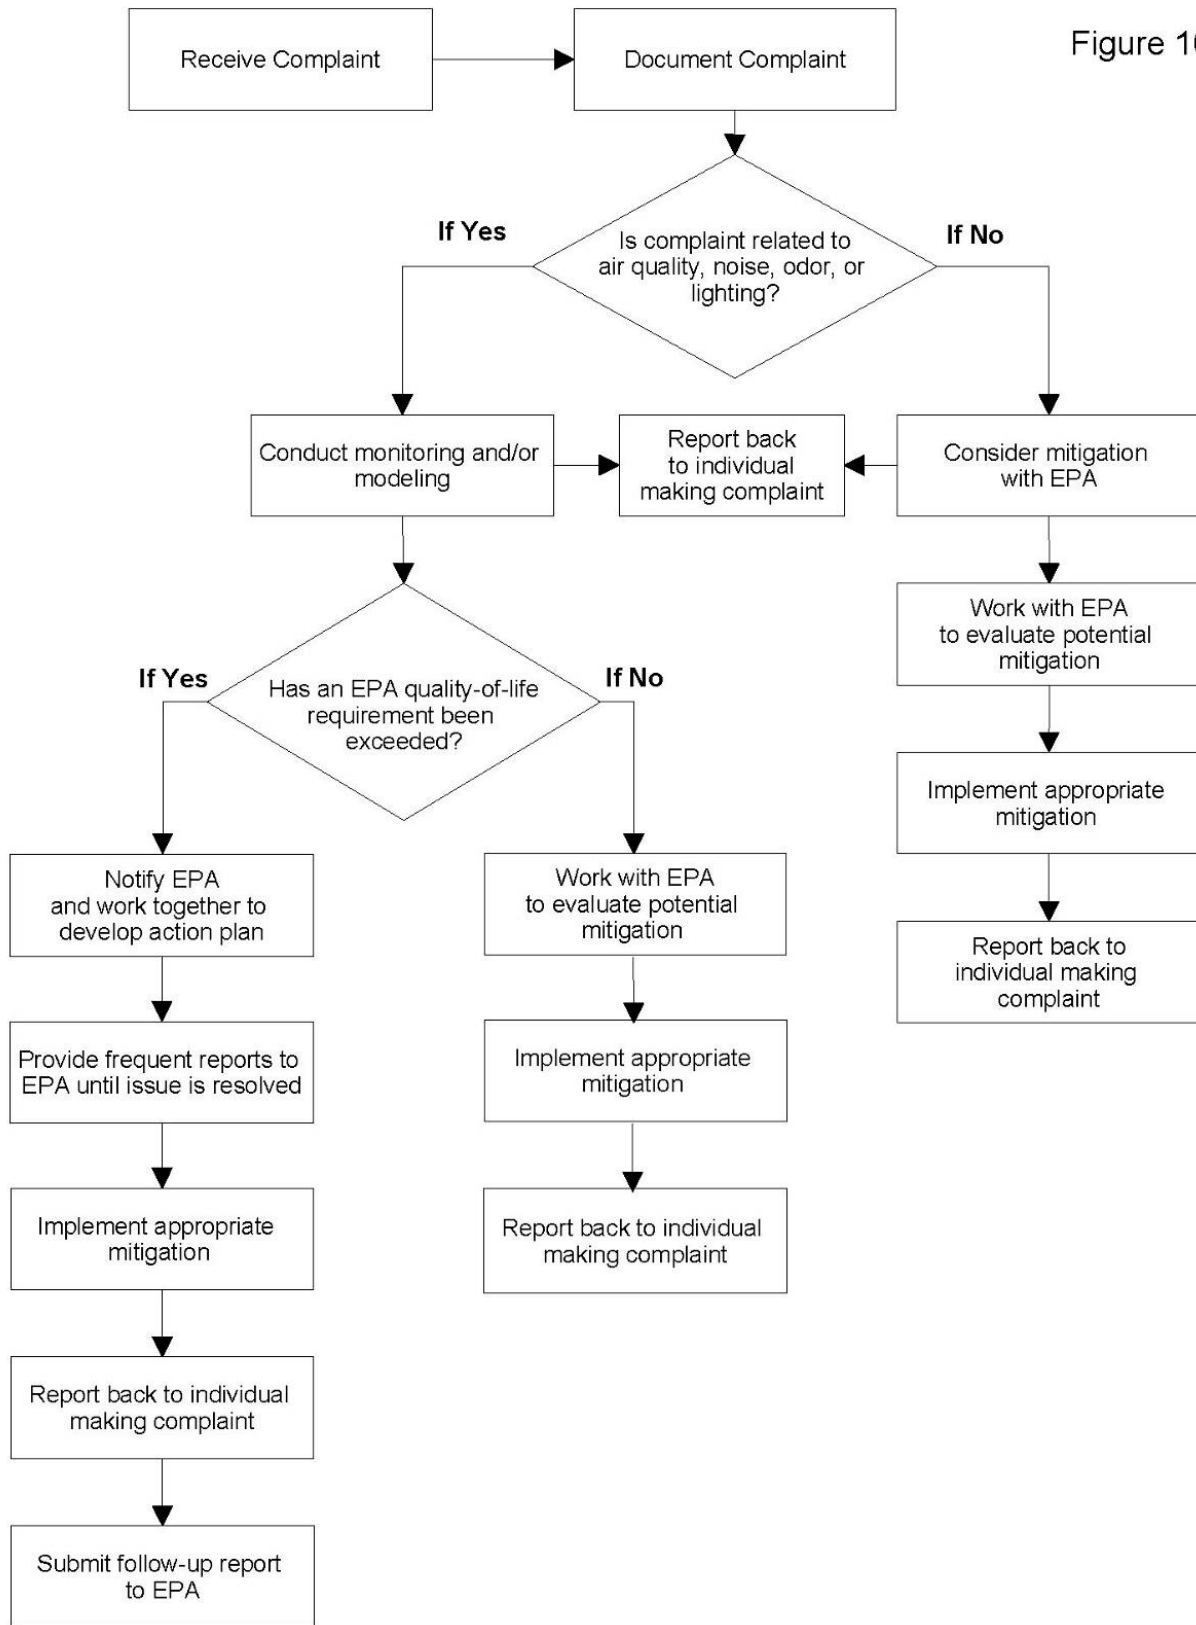 Receive Complaint
Document Complaint
Figure 10
Is complaint related to
air quality, noise, odor, or
lighting?
If Yes
If No
Conduct monitoring and/or
modeling
Report back
to individual
making complaint
Consider mitigation
with EPA
Work with EPA
to evaluate potential
mitigation
Implement appropriate
mitigation
Report back to
individual making
complaint
Has an EPA quality-of-life
requirement been
exceeded?
If Yes
If No
Notify EPA
and work together to
develop action plan
Provide frequent reports to
EPA until issue is resolved
Implement appropriate
mitigation
Report back to individual
making complaint
Submit follow-up report
to EPA
Work with EPA
to evaluate potential
mitigation
Implement appropriate
mitigation
Report back to individual
making complaint